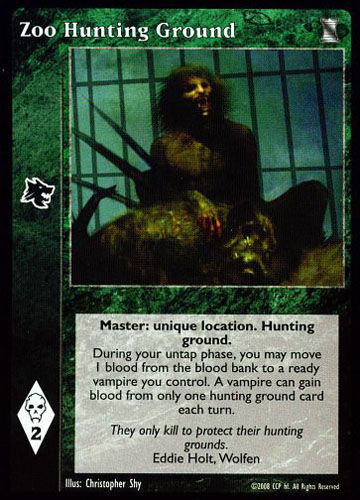 Zoo Hunting Ground
Master: unique location. Hunting
ground.
During your untap phase, you may move
1 blood from the blood bank to a ready
vampire you control. A vampire can gain
blood from only one hunting ground card
each turn.
They only kill to protect their hunting
grounds.
Eddie Holt, Wolfen
2
Illus: Christopher Shy
©2008 CCP hf. All Rights Reserved